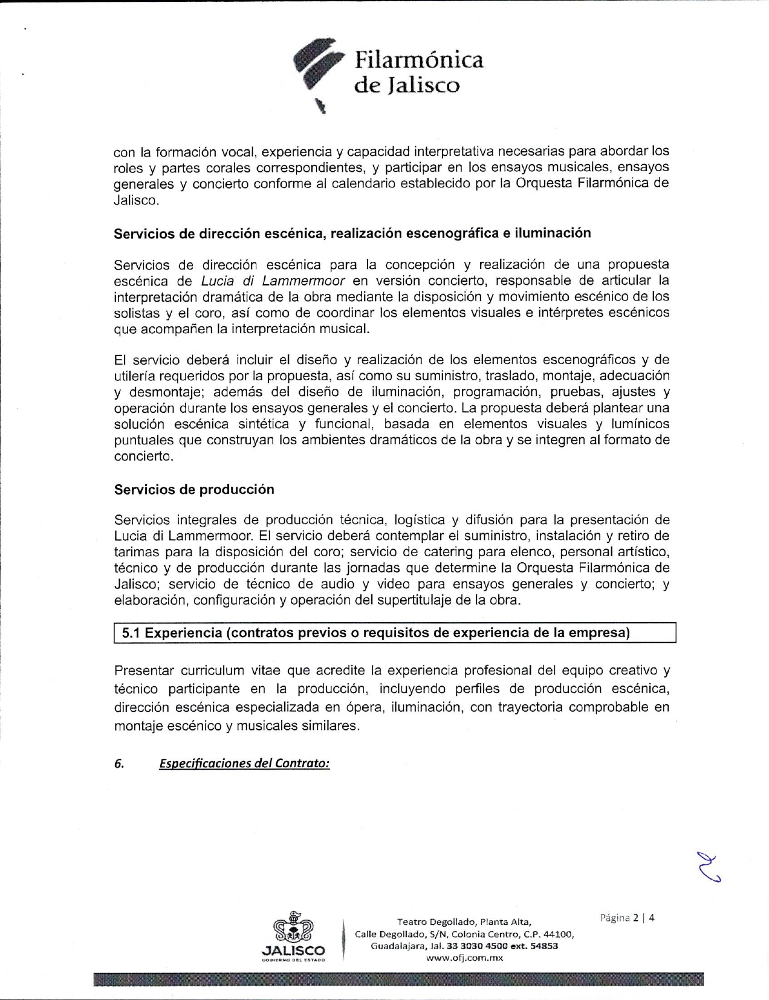 Filarmónica
de Jalisco
con la formación vocal, experiencia y capacidad interpretativa necesarias para abordar los
roles y partes corales correspondientes, y participar en los ensayos musicales, ensayos
generales y concierto conforme al calendario establecido por la Orquesta Filarmónica de
Jalisco.
Servicios de dirección escénica, realización escenográfica e iluminación
Servicios de dirección escénica para la concepción y realización de una propuesta
escénica de Lucia di Lammermoor en versión concierto, responsable de articular la
interpretación dramática de la obra mediante la disposición y movimiento escénico de los
solistas y el coro, así como de coordinar los elementos visuales e intérpretes escénicos
que acompañen la interpretación musical.
El servicio deberá incluir el diseño y realización de los elementos escenográficos y de
utilería requeridos por la propuesta, así como su suministro, traslado, montaje, adecuación
y desmontaje; además del diseño de iluminación, programación, pruebas, ajustes y
operación durante los ensayos generales y el concierto. La propuesta deberá plantear una
solución escénica sintética y funcional, basada en elementos visuales y lumínicos
puntuales que construyan los ambientes dramáticos de la obra y se integren al formato de
concierto.
Servicios de producción
Servicios integrales de producción técnica, logística y difusión para la presentación de
Lucia di Lammermoor. El servicio deberá contemplar el suministro, instalación y retiro de
tarimas para la disposición del coro; servicio de catering para elenco, personal artístico,
técnico y de producción durante las jornadas que determine la Orquesta Filarmónica de
Jalisco; servicio de técnico de audio y video para ensayos generales y concierto; y
elaboración, configuración y operación del supertitulaje de la obra.
5.1 Experiencia (contratos previos o requisitos de experiencia de la empresa)
Presentar curriculum vitae que acredite la experiencia profesional del equipo creativo y
técnico participante en la producción, incluyendo perfiles de producción escénica,
dirección escénica especializada en ópera, iluminación, con trayectoria comprobable en
montaje escénico y musicales similares.
6. Especificaciones del Contrato:
JALISCO
GOBIERNO DEL ESTADO
Teatro Degollado, Planta Alta,
Calle Degollado, S/N, Colonia Centro, C.P. 44100,
Guadalajara, Jal. 33 3030 4500 ext. 54853
www.ofj.com.mx
Página 2 | 4